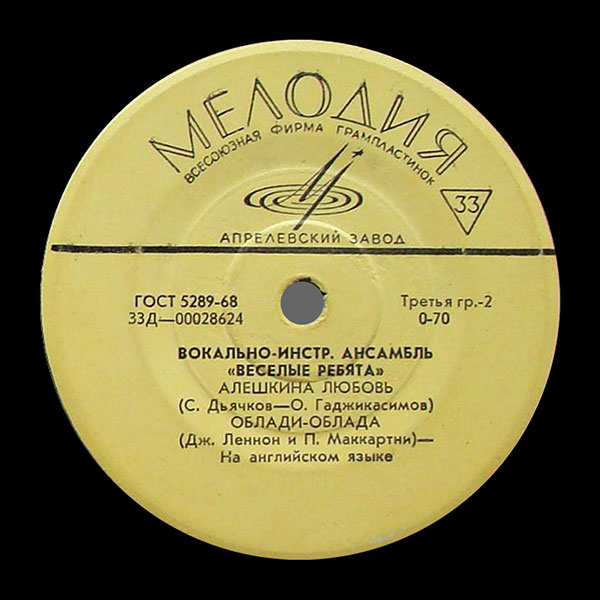 МЕЛОДИЯ
ВСЕСОЮЗНАЯ ФИРМА ГРАМПЛАСТИНОК
33
АПРЕЛЕВСКИЙ ЗАВОД
ГОСТ 5289-68
33Д—00028624
Третья гр.-2
0-70
ВОКАЛЬНО-ИНСТР. АНСАМБЛЬ
«ВЕСЕЛЫЕ РЕБЯТА»
АЛЕШКИНА ЛЮБОВЬ
(С. Дьячков—О. Гаджикасимов)
ОБЛАДИ-ОБЛАДА
(Дж. Леннон и П. Маккартни)—
На английском языке